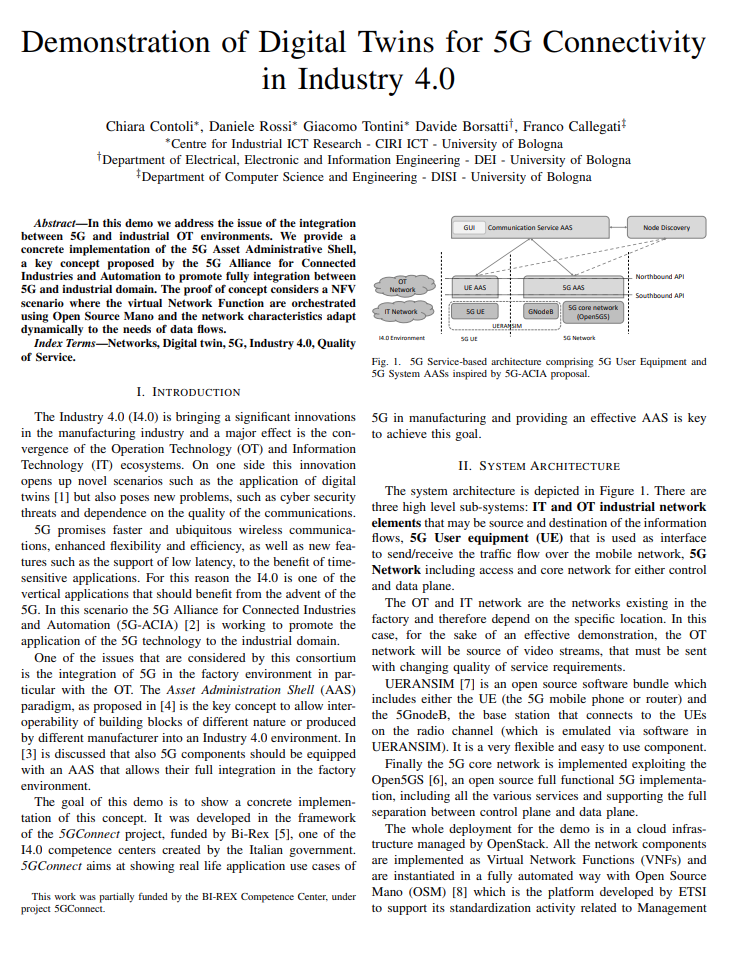 Demonstration of Digital Twins for 5G Connectivity
in Industry 4.0
Chiara Contoli*, Daniele Rossi* Giacomo Tontini* Davide Borsatti†, Franco Callegati‡
*Centre for Industrial ICT Research - CIRI ICT - University of Bologna
†Department of Electrical, Electronic and Information Engineering - DEI - University of Bologna
‡Department of Computer Science and Engineering - DISI - University of Bologna
Abstract—In this demo we address the issue of the integration
between 5G and industrial OT environments. We provide a
concrete implementation of the 5G Asset Administrative Shell,
a key concept proposed by the 5G Alliance for Connected
Industries and Automation to promote fully integration between
5G and industrial domain. The proof of concept considers a NFV
scenario where the virtual Network Function are orchestrated
using Open Source Mano and the network characteristics adapt
dynamically to the needs of data flows.
Index Terms—Networks, Digital twin, 5G, Industry 4.0, Quality
of Service.
I. INTRODUCTION
The Industry 4.0 (I4.0) is bringing a significant innovations
in the manufacturing industry and a major effect is the con-
vergence of the Operation Technology (OT) and Information
Technology (IT) ecosystems. On one side this innovation
opens up novel scenarios such as the application of digital
twins [1] but also poses new problems, such as cyber security
threats and dependence on the quality of the communications.
5G promises faster and ubiquitous wireless communica-
tions, enhanced flexibility and efficiency, as well as new fea-
tures such as the support of low latency, to the benefit of time-
sensitive applications. For this reason the I4.0 is one of the
vertical applications that should benefit from the advent of the
5G. In this scenario the 5G Alliance for Connected Industries
and Automation (5G-ACIA) [2] is working to promote the
application of the 5G technology to the industrial domain.
One of the issues that are considered by this consortium
is the integration of 5G in the factory environment in par-
ticular with the OT. The Asset Administration Shell (AAS)
paradigm, as proposed in [4] is the key concept to allow inter-
operability of building blocks of different nature or produced
by different manufacturer into an Industry 4.0 environment. In
[3] is discussed that also 5G components should be equipped
with an AAS that allows their full integration in the factory
environment.
The goal of this demo is to show a concrete implemen-
tation of this concept. It was developed in the framework
of the 5GConnect project, funded by Bi-Rex [5], one of the
I4.0 competence centers created by the Italian government.
5GConnect aims at showing real life application use cases of
This work was partially funded by the BI-REX Competence Center, under
project 5GConnect.
GUI Communication Service AAS Node Discovery
OT
Network
UE AAS 5G AAS
Northbound API
Southbound API
IT Network
5G UE GNodeB
5G core network
(Open5GS)
UERANSIM
I4.0 Environment 5G UE 5G Network
Fig. 1. 5G Service-based architecture comprising 5G User Equipment and
5G System AASs inspired by 5G-ACIA proposal.
5G in manufacturing and providing an effective AAS is key
to achieve this goal.
II. SYSTEM ARCHITECTURE
The system architecture is depicted in Figure 1. There are
three high level sub-systems: IT and OT industrial network
elements that may be source and destination of the information
flows, 5G User equipment (UE) that is used as interface
to send/receive the traffic flow over the mobile network, 5G
Network including access and core network for either control
and data plane.
The OT and IT network are the networks existing in the
factory and therefore depend on the specific location. In this
case, for the sake of an effective demonstration, the OT
network will be source of video streams, that must be sent
with changing quality of service requirements.
UERANSIM [7] is an open source software bundle which
includes either the UE (the 5G mobile phone or router) and
the 5GnodeB, the base station that connects to the UEs
on the radio channel (which is emulated via software in
UERANSIM). It is a very flexible and easy to use component.
Finally the 5G core network is implemented exploiting the
Open5GS [6], an open source full functional 5G implementa-
tion, including all the various services and supporting the full
separation between control plane and data plane.
The whole deployment for the demo is in a cloud infras-
tructure managed by OpenStack. All the network components
are implemented as Virtual Network Functions (VNFs) and
are instantiated in a fully automated way with Open Source
Mano (OSM) [8] which is the platform developed by ETSI
to support its standardization activity related to Management